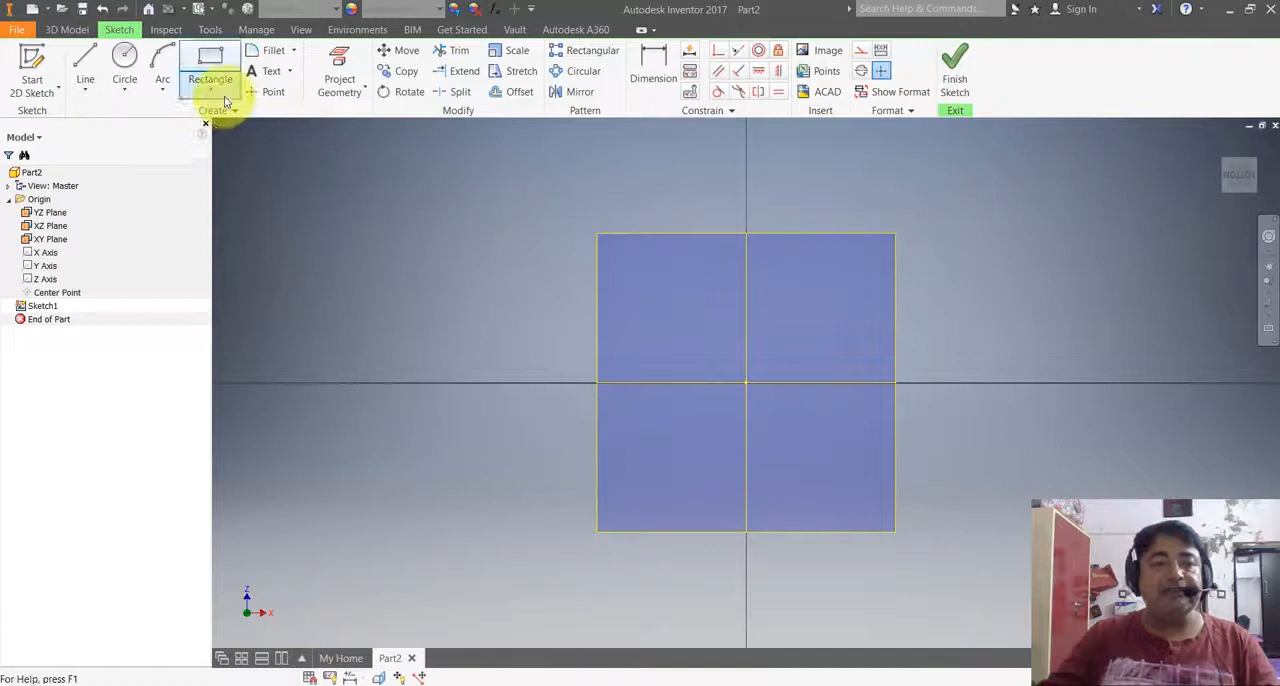 Autodesk Inventor 2017 Part2
Search Help & Commands...
Sign In
File 3D Model Sketch Inspect Tools Manage View Environments BIM Get Started Vault Autodesk A360
Start
2D Sketch
Line
Circle
Arc
Rectangle
Fillet
Text
Point
Project
Geometry
Move
Copy
Rotate
Trim
Extend
Split
Scale
Stretch
Offset
Rectangular
Circular
Mirror
Dimension
Image
Points
ACAD
Show Format
Finish
Sketch
Sketch Create Modify Pattern Constrain Insert Format Exit
Model
Part2
View: Master
Origin
YZ Plane
XZ Plane
XY Plane
X Axis
Y Axis
Z Axis
Center Point
Sketch1
End of Part
BOTTOM
Z
X
My Home Part2
For Help, press F1